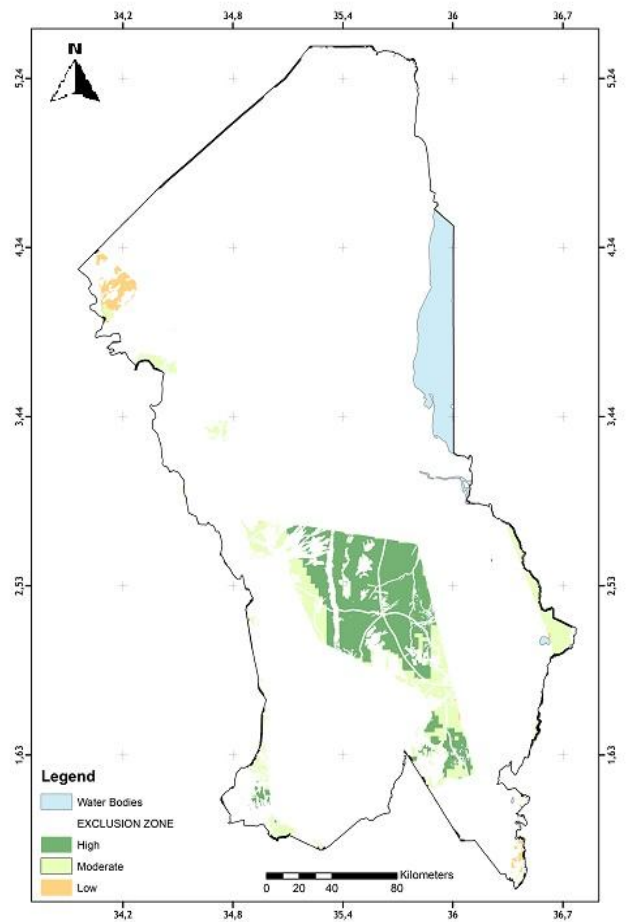 34,2 34,8 35,4 36 36,7
N
5,24 5,24
4,34 4,34
3,44 3,44
2,53 2,53
1,63 1,63
Legend
Water Bodies
EXCLUSION ZONE
High
Moderate
Low
Kilometers
0 20 40 80
34,2 34,8 35,4 36 36,7